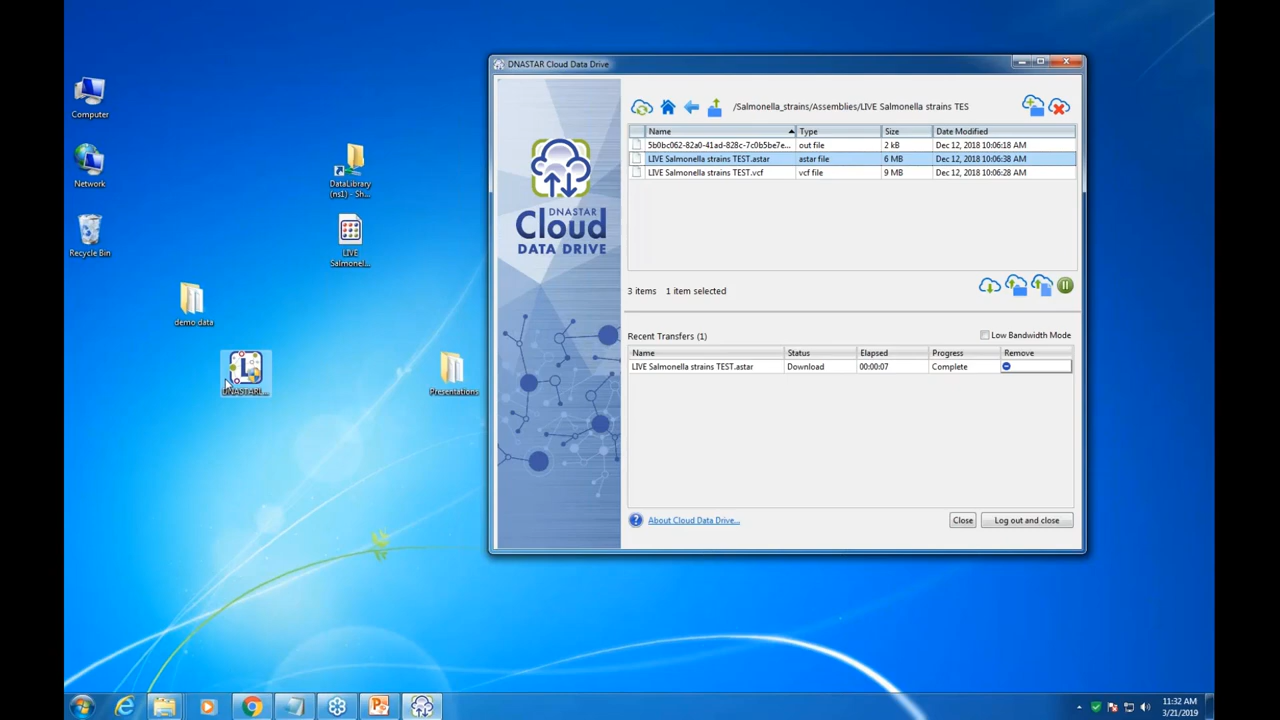 Computer
Network
Recycle Bin
DataLibrary
(ns1) - Sh...
LIVE
Salmonel...
demo data
DNASTARL...
Presentations
DNASTAR Cloud Data Drive
DNASTAR
Cloud
DATA DRIVE
/Salmonella_strains/Assemblies/LIVE Salmonella strains TES
Name Type Size Date Modified
5b0bc062-82a0-41ad-828c-7c0b5be7e... out file 2 kB Dec 12, 2018 10:06:18 AM
LIVE Salmonella strains TEST.astar astar file 6 MB Dec 12, 2018 10:06:38 AM
LIVE Salmonella strains TEST.vcf vcf file 9 MB Dec 12, 2018 10:06:28 AM
3 items 1 item selected
Recent Transfers (1) Low Bandwidth Mode
Name Status Elapsed Progress Remove
LIVE Salmonella strains TEST.astar Download 00:00:07 Complete
About Cloud Data Drive... Close Log out and close
11:32 AM
3/21/2019